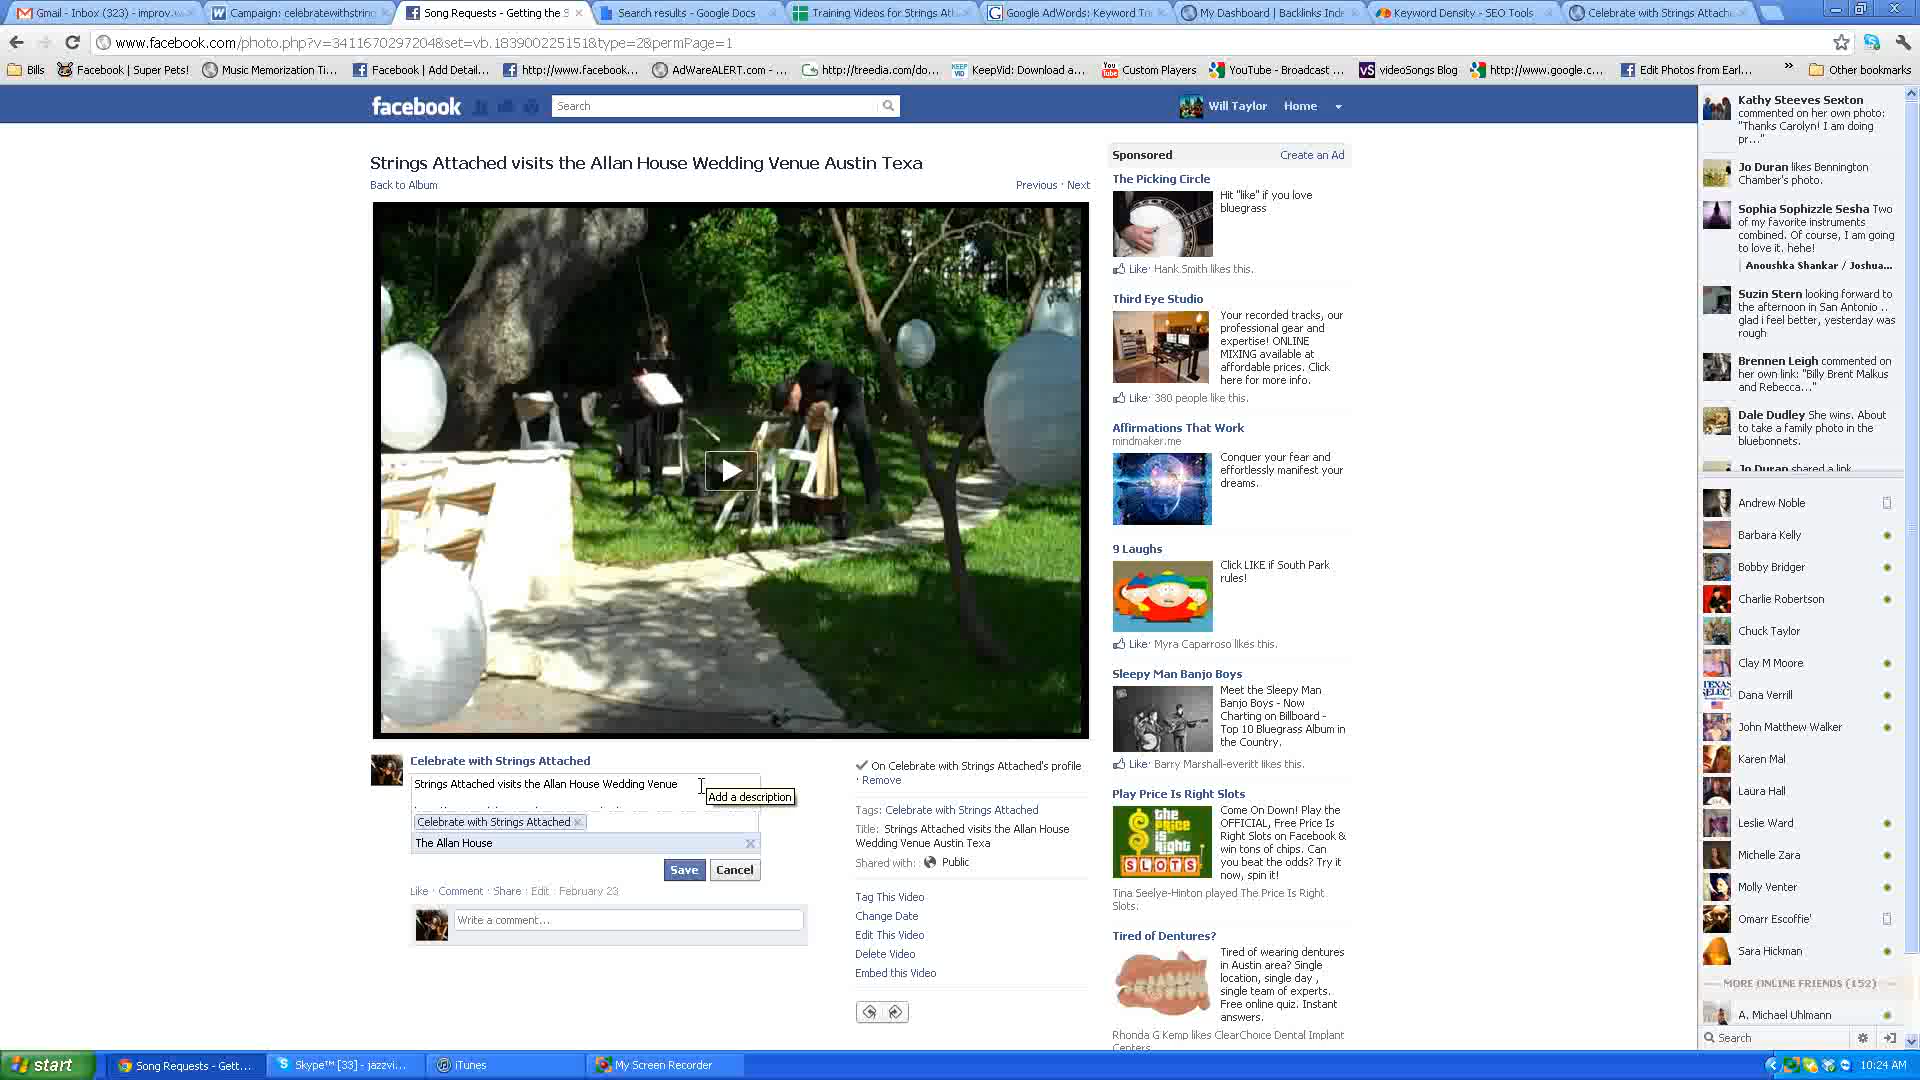 Gmail - Inbox (323) - improv.w
Campaign: celebratewithstring
Song Requests - Getting the S
Search results - Google Docs
Training Videos for Strings Att
Google AdWords: Keyword To
My Dashboard | Backlinks Ind
Keyword Density - SEO Tools
Celebrate with Strings Attache
www.facebook.com/photo.php?v=3411670297204&set=vb.183900225151&type=2&permPage=1
Bills
Facebook | Super Pets!
Music Memorization Ti...
Facebook | Add Detail...
http://www.facebook...
AdWareALERT.com - ...
http://treedia.com/do...
KeepVid: Download a...
Custom Players
YouTube - Broadcast ...
videoSongs Blog
http://www.google.c...
Edit Photos from Earl...
»
Other bookmarks
facebook
Search
Will Taylor
Home
Strings Attached visits the Allan House Wedding Venue Austin Texa
Back to Album
Previous · Next
Celebrate with Strings Attached
Strings Attached visits the Allan House Wedding Venue
Add a description
Celebrate with Strings Attached
The Allan House
Save
Cancel
Like · Comment · Share · Edit · February 23
Write a comment...
On Celebrate with Strings Attached's profile
· Remove
Tags: Celebrate with Strings Attached
Title: Strings Attached visits the Allan House
Wedding Venue Austin Texa
Shared with: Public
Tag This Video
Change Date
Edit This Video
Delete Video
Embed this Video
Sponsored
Create an Ad
The Picking Circle
Hit "like" if you love
bluegrass
Like · Hank Smith likes this.
Third Eye Studio
Your recorded tracks, our
professional gear and
expertise! ONLINE
MIXING available at
affordable prices. Click
here for more info.
Like · 380 people like this.
Affirmations That Work
mindmaker.me
Conquer your fear and
effortlessly manifest your
dreams.
9 Laughs
Click LIKE if South Park
rules!
Like · Myra Caparroso likes this.
Sleepy Man Banjo Boys
Meet the Sleepy Man
Banjo Boys - Now
Charting on Billboard -
Top 10 Bluegrass Album in
the Country.
Like · Barry Marshall-everitt likes this.
Play Price Is Right Slots
the
price is
right
SLOTS
Come On Down! Play the
OFFICIAL, Free Price Is
Right Slots on Facebook &
win tons of chips. Can
you beat the odds? Try it
now, spin it!
Tina Seelye-Hinton played The Price Is Right
Slots.
Tired of Dentures?
Tired of wearing dentures
in Austin area? Single
location, single day ,
single team of experts.
Free online quiz. Instant
answers.
Rhonda G Kemp likes ClearChoice Dental Implant
Centers.
Kathy Steeves Sexton
commented on her own photo:
"Thanks Carolyn! I am doing
pr..."
Jo Duran likes Bennington
Chamber's photo.
Sophia Sophizzle Sesha Two
of my favorite instruments
combined. Of course, I am going
to love it. hehe!
Anoushka Shankar / Joshua...
Suzin Stern looking forward to
the afternoon in San Antonio ..
glad i feel better, yesterday was
rough
Brennen Leigh commented on
her own link: "Billy Brent Malkus
and Rebecca..."
Dale Dudley She wins. About
to take a family photo in the
bluebonnets.
Jo Duran shared a link
Andrew Noble
Barbara Kelly
Bobby Bridger
Charlie Robertson
Chuck Taylor
Clay M Moore
Dana Verrill
John Matthew Walker
Karen Mal
Laura Hall
Leslie Ward
Michelle Zara
Molly Venter
Omarr Escoffie'
Sara Hickman
MORE ONLINE FRIENDS (152)
A. Michael Uhlmann
Search
start
Song Requests - Gett...
Skype™ [33] - jazzvi...
iTunes
My Screen Recorder
10:24 AM